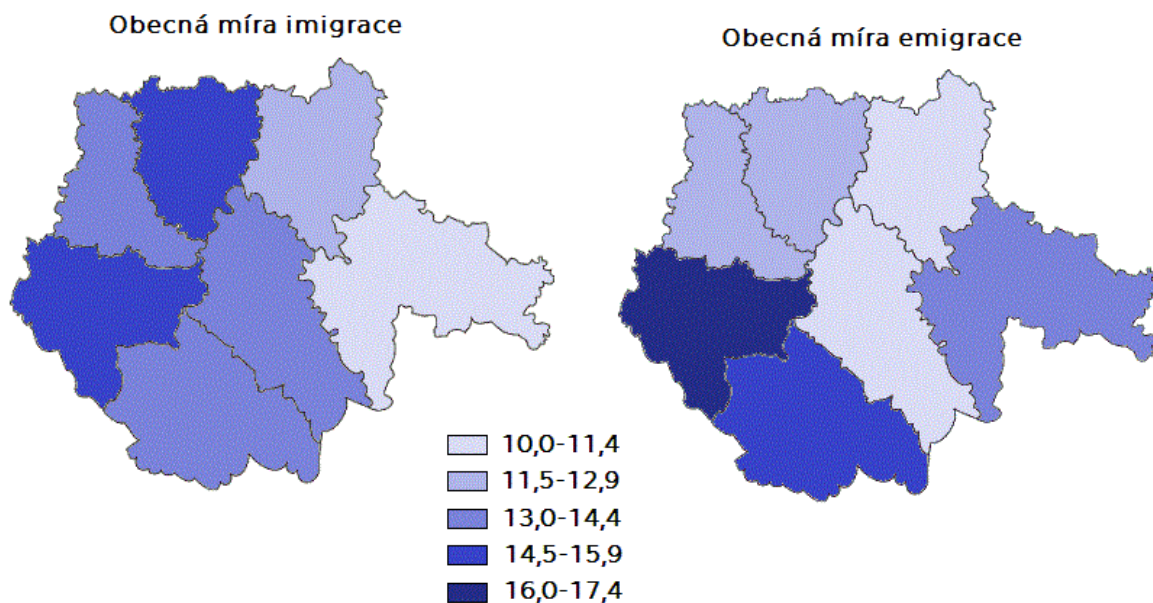 Obecná míra imigrace
Obecná míra emigrace
10,0-11,4
11,5-12,9
13,0-14,4
14,5-15,9
16,0-17,4